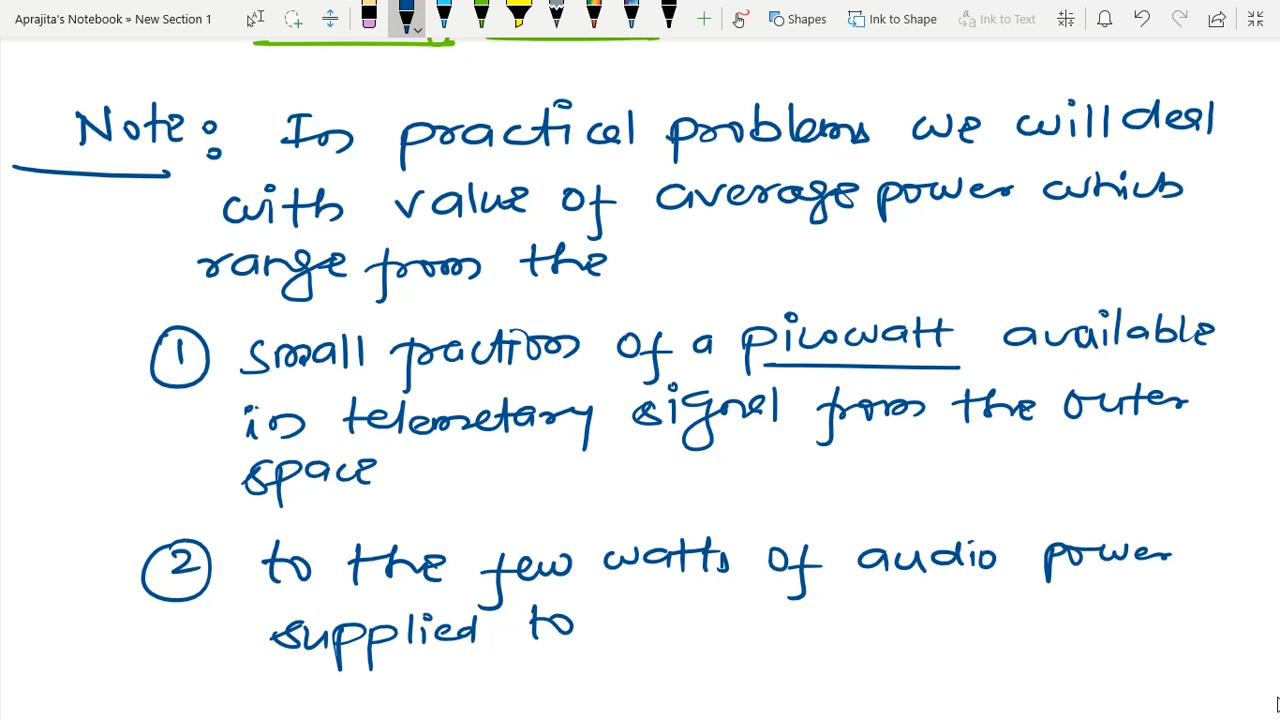 Aprajita's Notebook » New Section 1
Shapes
Ink to Shape
Ink to Text
Note: In practical problems we will deal
with value of average power which
range from the
1 small fraction of a picowatt available
in telemetary signal from the outer
space
2 to the few watts of audio power
supplied to